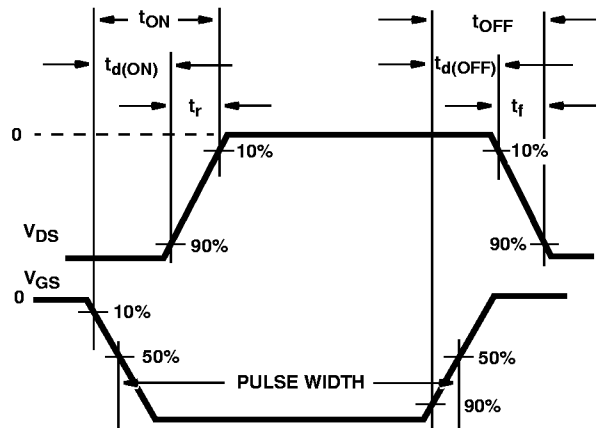 tON tOFF
td(ON) td(OFF)
tr tf
0
10% 10%
VDS 90% 90%
VGS
0
10%
50% 50%
PULSE WIDTH
90%